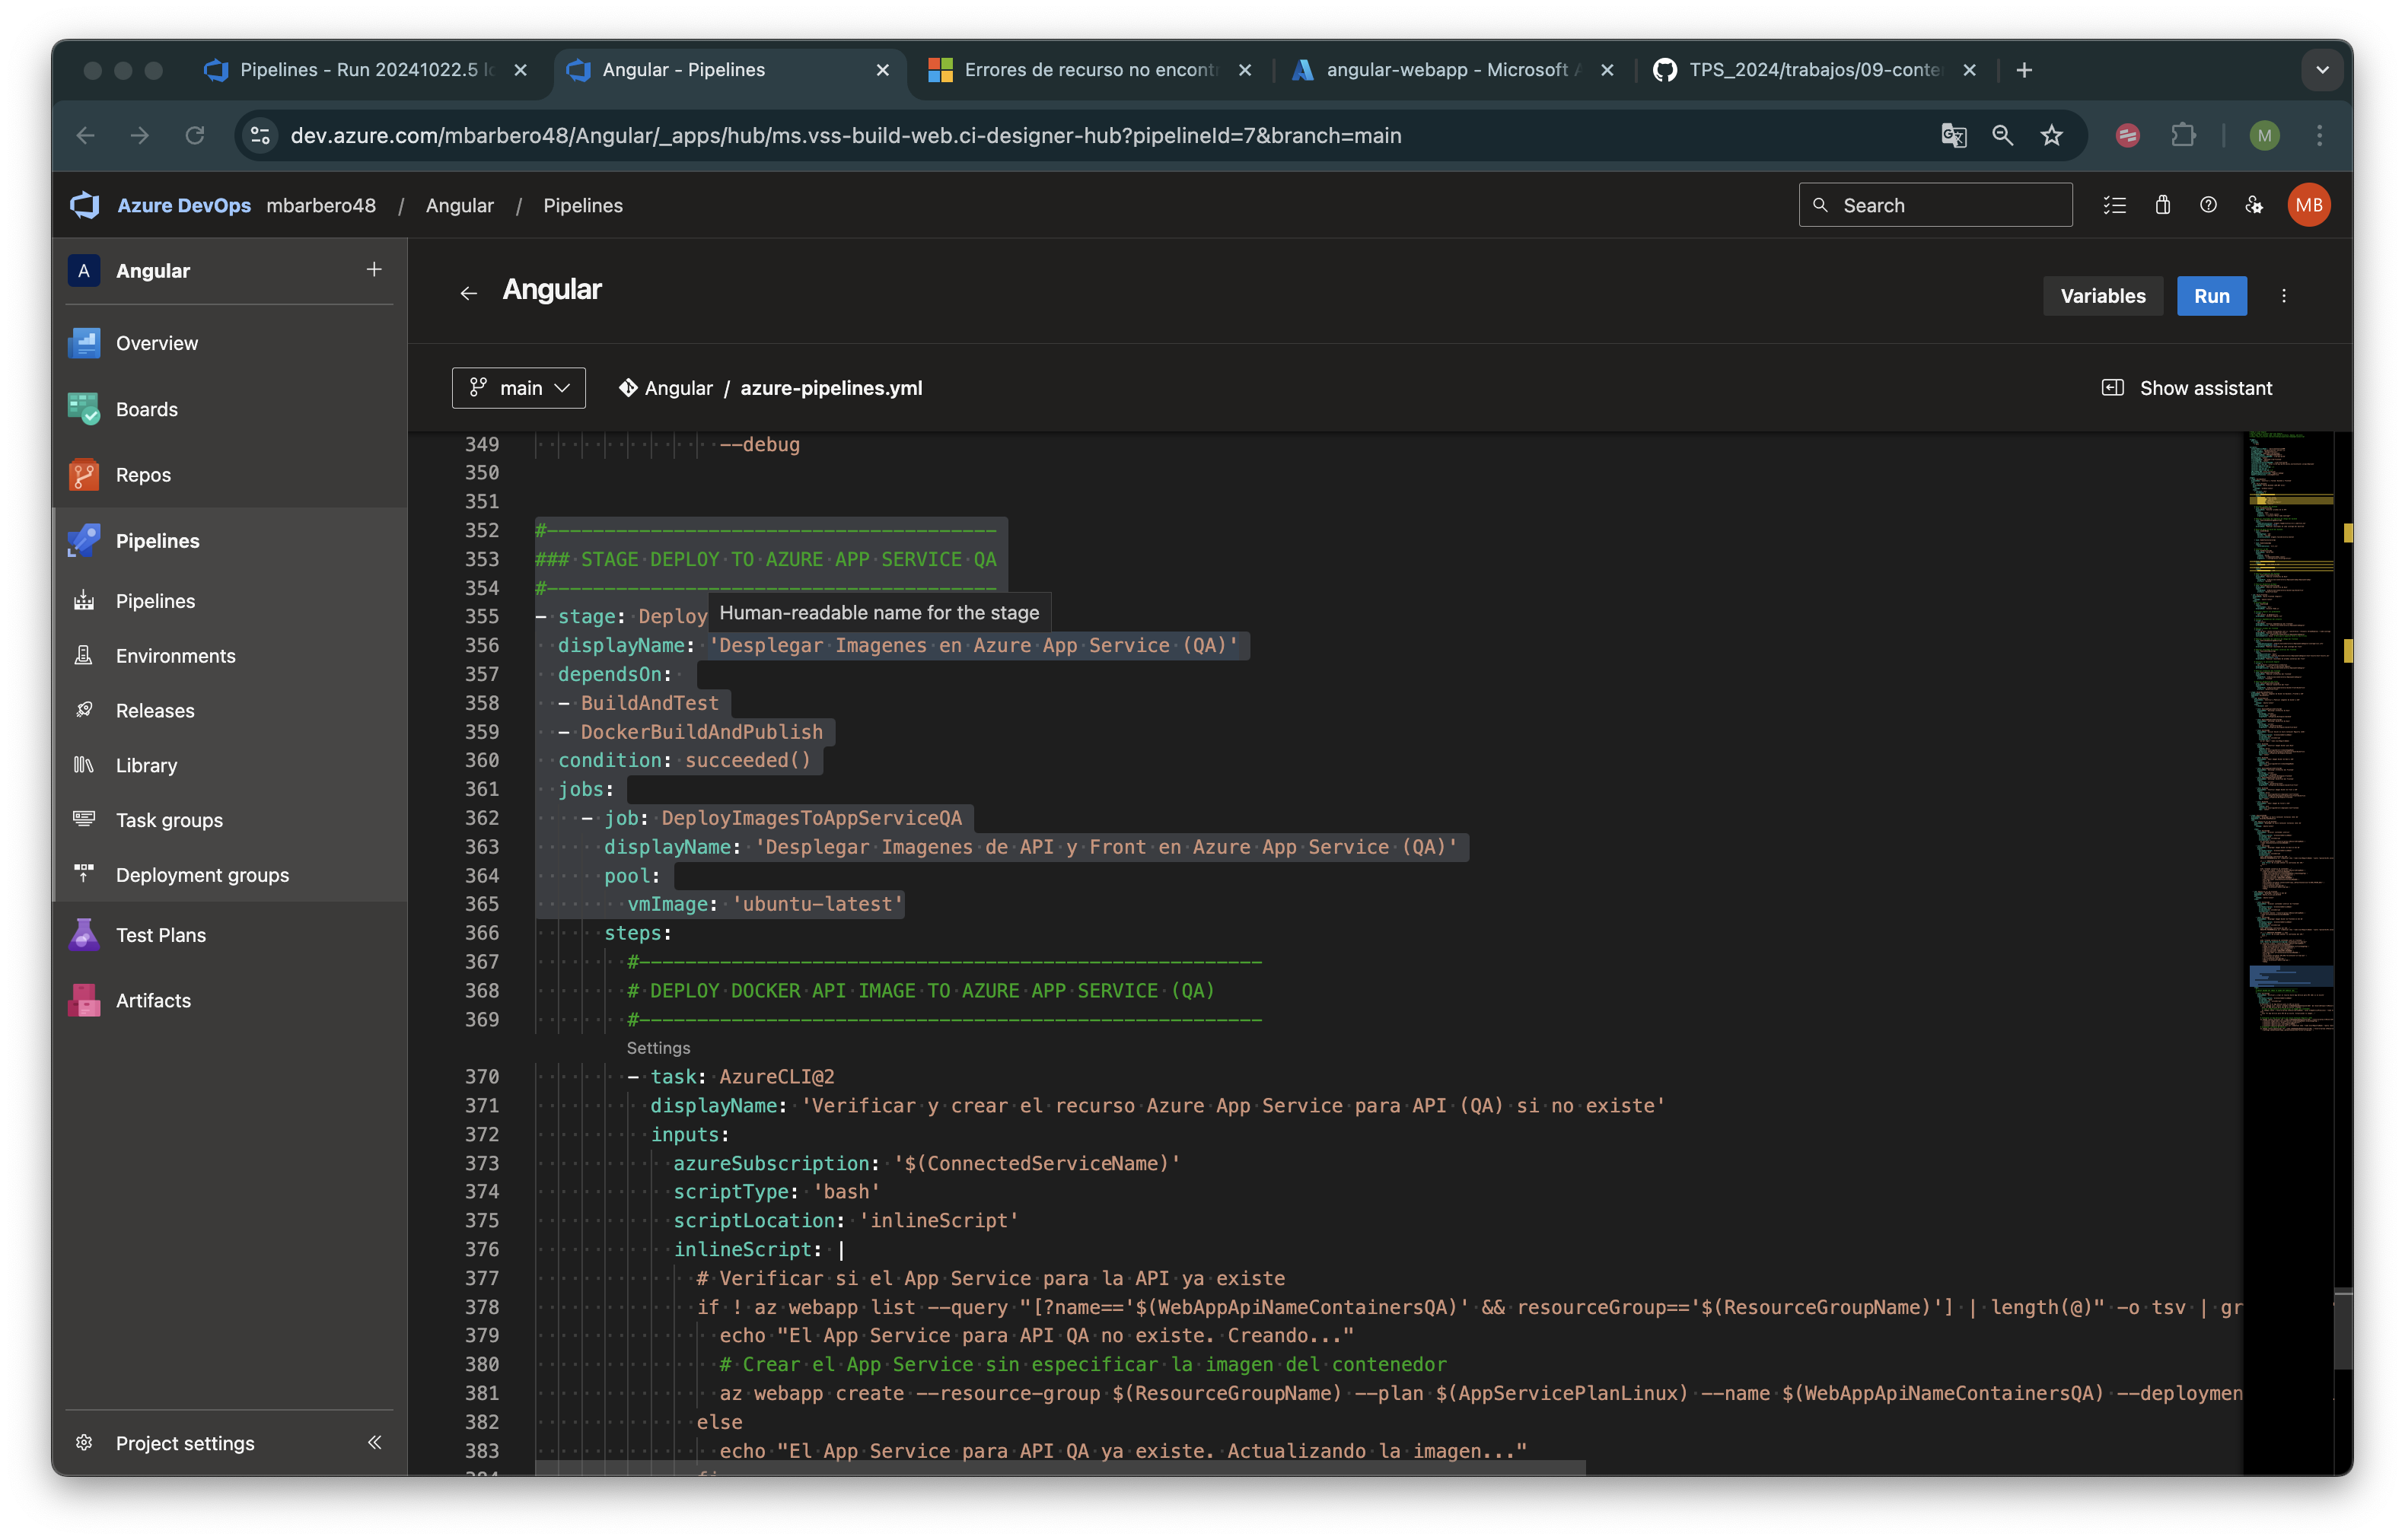 Pipelines - Run 20241022.5 lo
Angular - Pipelines
Errores de recurso no encontr
angular-webapp - Microsoft A
TPS_2024/trabajos/09-conte
dev.azure.com/mbarbero48/Angular/_apps/hub/ms.vss-build-web.ci-designer-hub?pipelineId=7&branch=main
M
Azure DevOps mbarbero48 / Angular / Pipelines
Search
MB
A Angular
Overview
Boards
Repos
Pipelines
Pipelines
Environments
Releases
Library
Task groups
Deployment groups
Test Plans
Artifacts
Project settings
Angular
Variables
Run
main
Angular / azure-pipelines.yml
Show assistant
349 --debug
350
351
352 #---------------------------------------
353 ### STAGE DEPLOY TO AZURE APP SERVICE QA
354 #---------------------------------------
355 - stage: Deploy
Human-readable name for the stage
356 displayName: 'Desplegar Imagenes en Azure App Service (QA)'
357 dependsOn:
358 - BuildAndTest
359 - DockerBuildAndPublish
360 condition: succeeded()
361 jobs:
362 - job: DeployImagesToAppServiceQA
363 displayName: 'Desplegar Imagenes de API y Front en Azure App Service (QA)'
364 pool:
365 vmImage: 'ubuntu-latest'
366 steps:
367 #------------------------------------------------------
368 # DEPLOY DOCKER API IMAGE TO AZURE APP SERVICE (QA)
369 #------------------------------------------------------
Settings
370 - task: AzureCLI@2
371 displayName: 'Verificar y crear el recurso Azure App Service para API (QA) si no existe'
372 inputs:
373 azureSubscription: '$(ConnectedServiceName)'
374 scriptType: 'bash'
375 scriptLocation: 'inlineScript'
376 inlineScript: |
377 # Verificar si el App Service para la API ya existe
378 if ! az webapp list --query "[?name=='$(WebAppApiNameContainersQA)' && resourceGroup=='$(ResourceGroupName)'] | length(@)" -o tsv | gr
379 echo "El App Service para API QA no existe. Creando..."
380 # Crear el App Service sin especificar la imagen del contenedor
381 az webapp create --resource-group $(ResourceGroupName) --plan $(AppServicePlanLinux) --name $(WebAppApiNameContainersQA) --deploymen
382 else
383 echo "El App Service para API QA ya existe. Actualizando la imagen..."